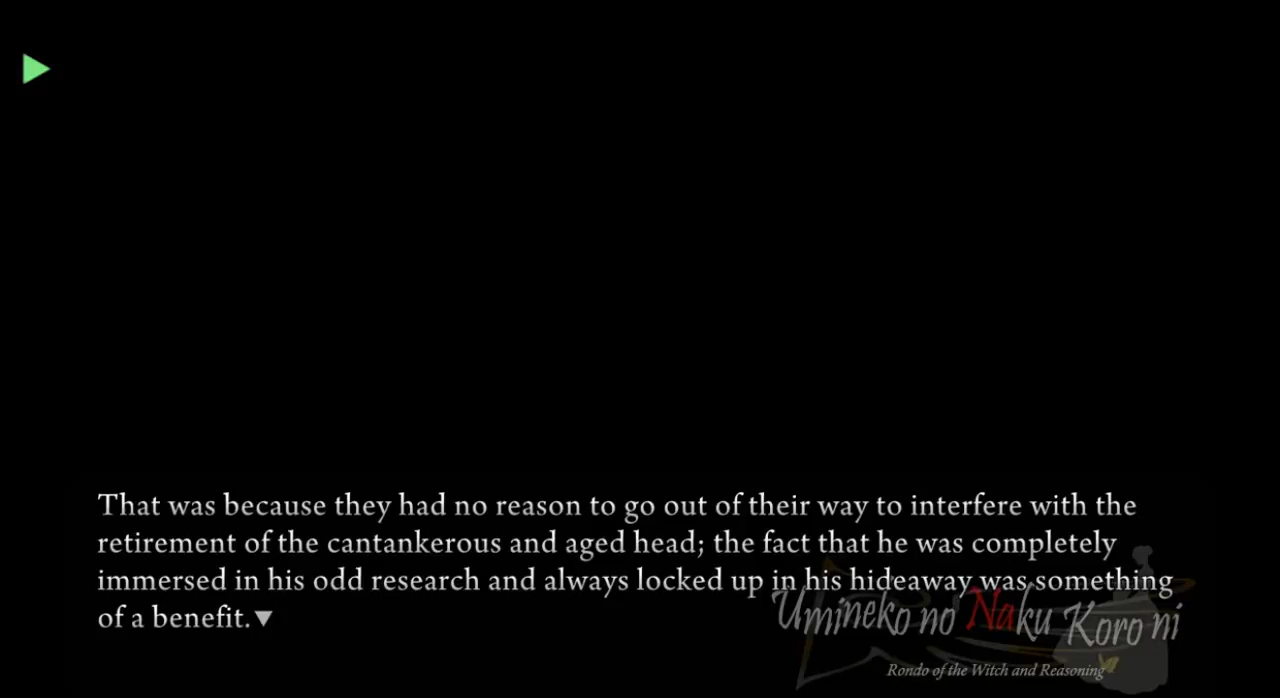 That was because they had no reason to go out of their way to interfere with the
retirement of the cantankerous and aged head; the fact that he was completely
immersed in his odd research and always locked up in his hideaway was something
of a benefit.
Umineko no Naku Koro ni
Rondo of the Witch and Reasoning